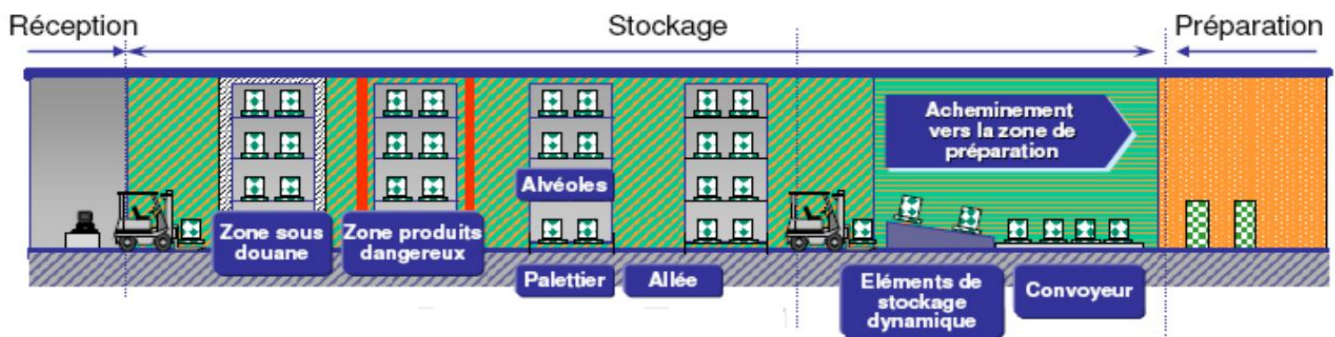 Réception
Stockage
Préparation
Acheminement
vers la zone de
préparation
Alvéoles
Zone sous
douane
Zone produits
dangereux
Palettier
Allée
Eléments de
stockage
dynamique
Convoyeur